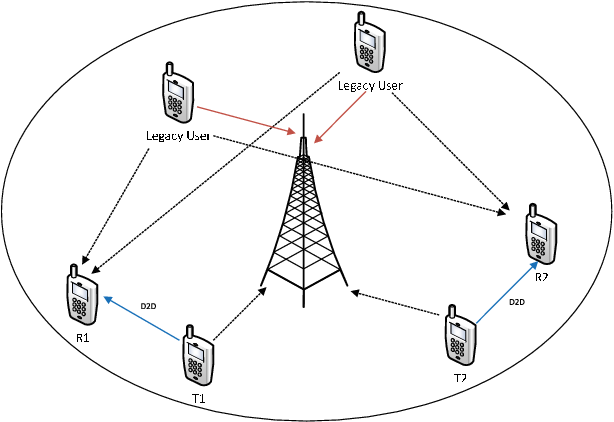 Legacy User
Legacy User
R2
D2D
D2D
R1
T2
T1